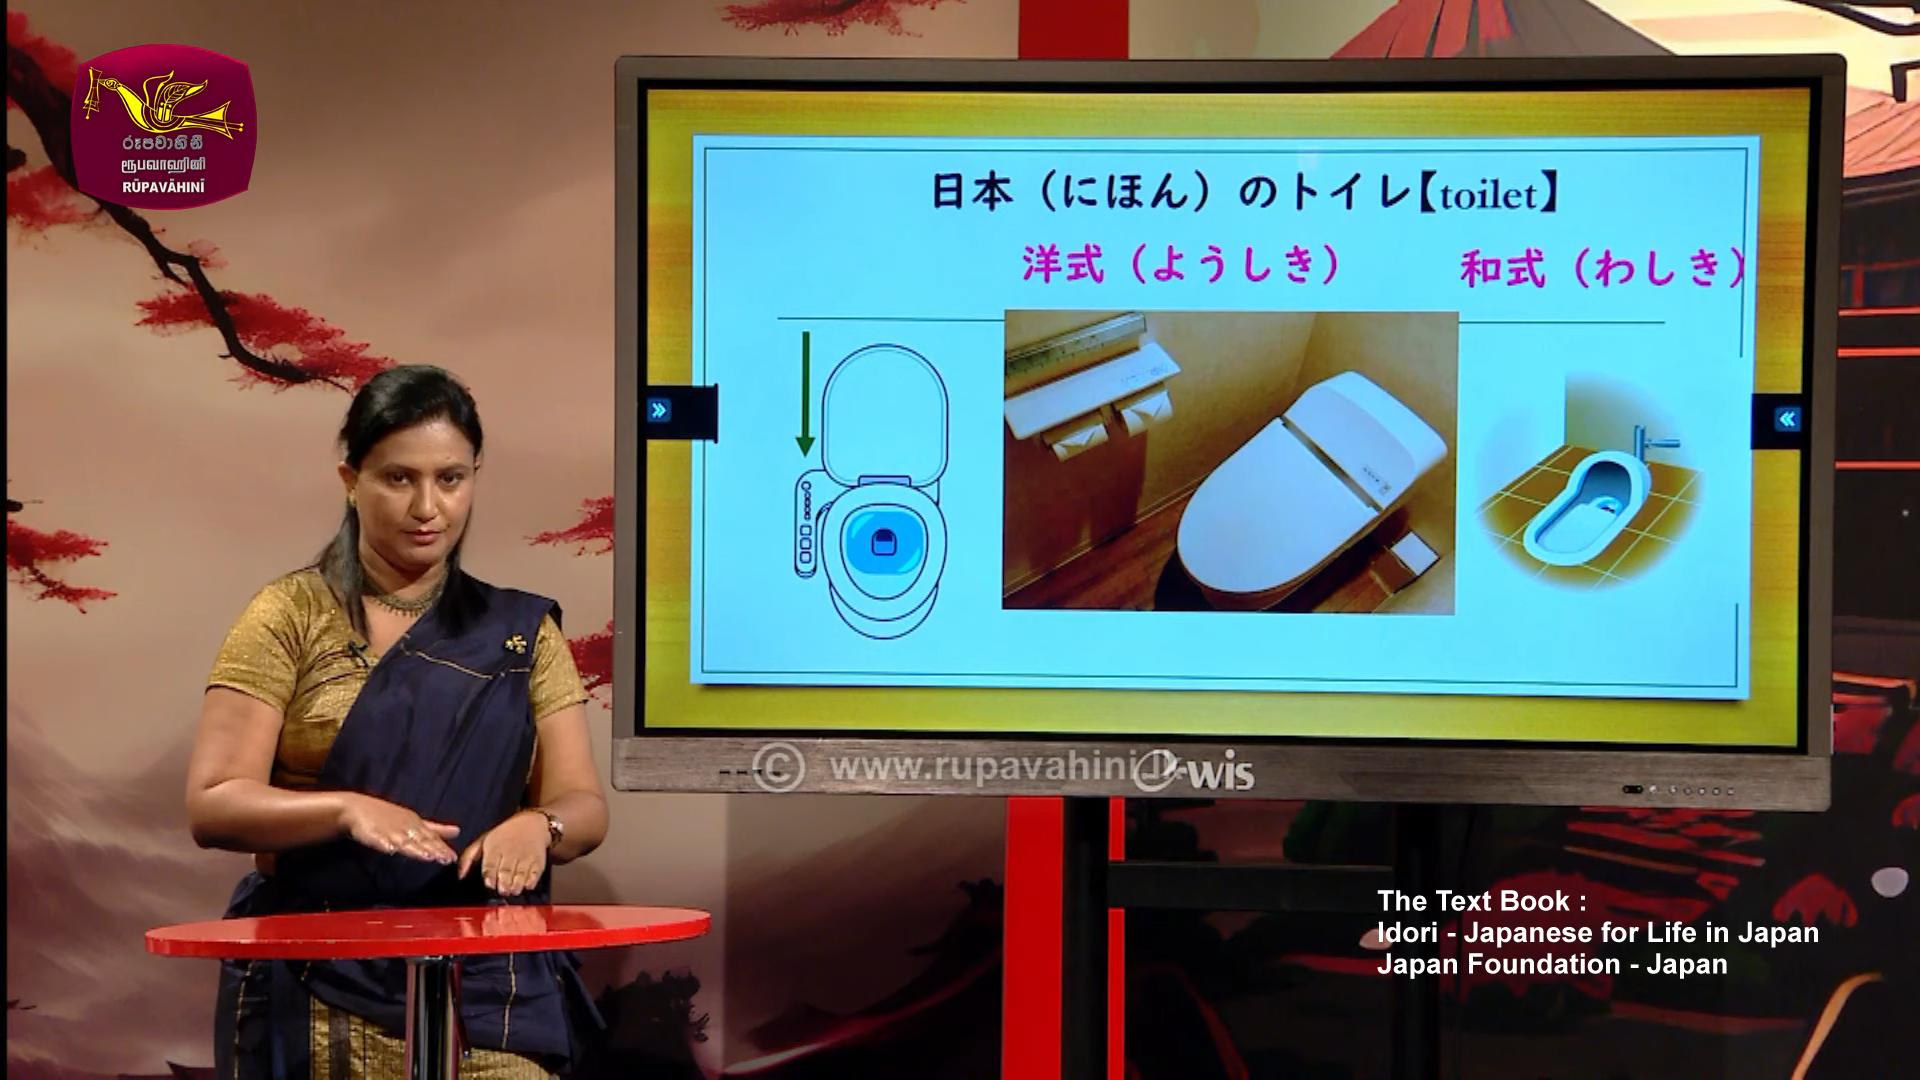 රූපවාහිනී
ரூபவாஹினி
RŪPAVĀHINĪ
日本（にほん）のトイレ【toilet】
洋式（ようしき）
和式（わしき）
© www.rupavahini.lk
wis
The Text Book :
Idori - Japanese for Life in Japan
Japan Foundation - Japan